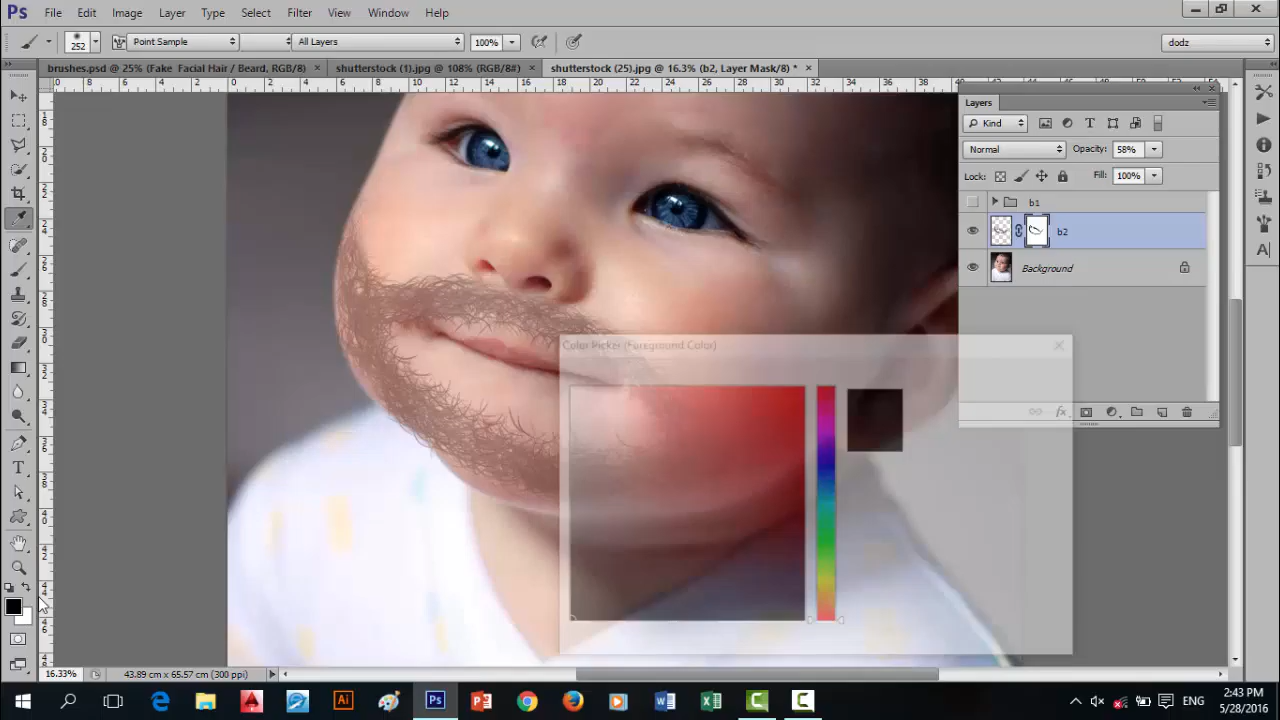 Ps File Edit Image Layer Type Select Filter View Window Help
252 Point Sample All Layers 100% dodz
brushes.psd @ 25% (Fake Facial Hair / Beard, RGB/8) × shutterstock (1).jpg @ 108% (RGB/8#) × shutterstock (25).jpg @ 16.3% (b2, Layer Mask/8) * ×
Layers
Kind
Normal Opacity: 58%
Lock: Fill: 100%
b1
b2
Background
Color Picker (Foreground Color)
16.33% 43.89 cm x 65.57 cm (300 ppi)
ENG
2:43 PM
5/28/2016